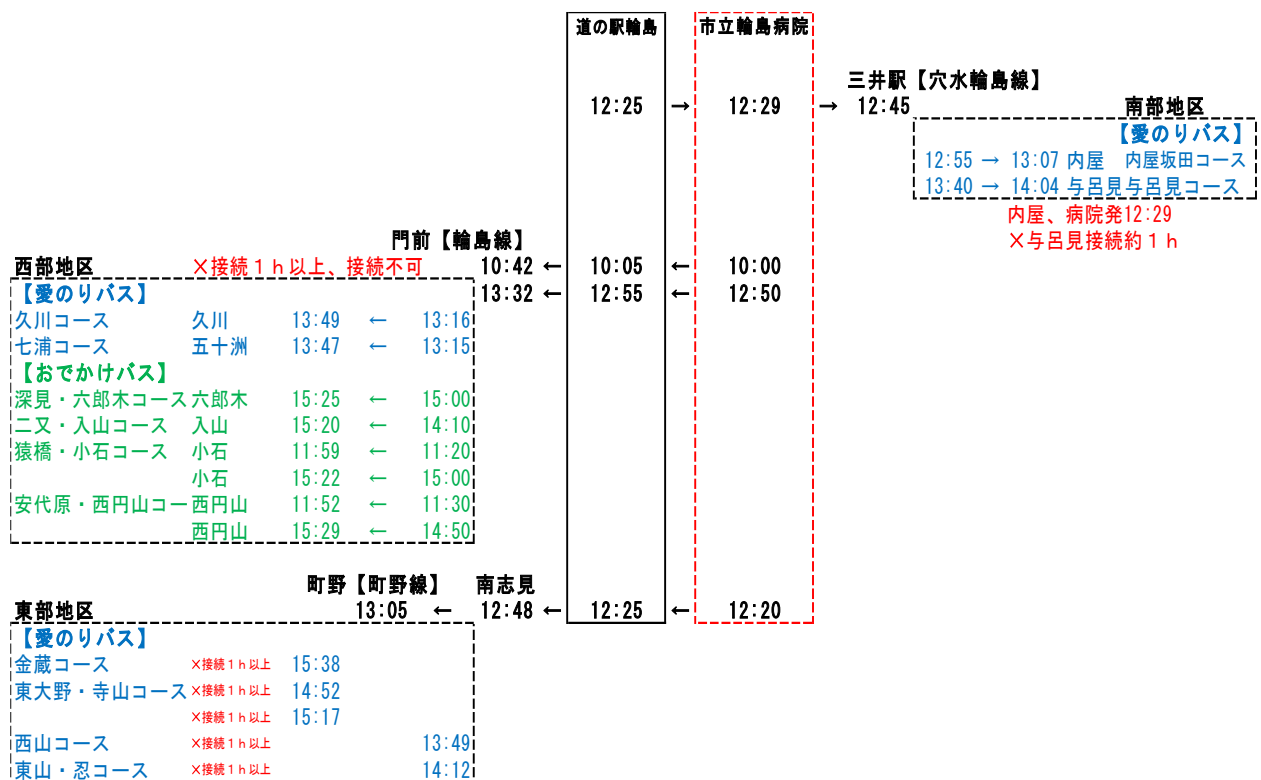 道の駅輪島 市立輪島病院
三井駅【穴水輪島線】
12:25 → 12:29 → 12:45 南部地区
【愛のりバス】
12:55 → 13:07 内屋 内屋坂田コース
13:40 → 14:04 与呂見与呂見コース
内屋、病院発12:29
×与呂見接続約1h
門前【輪島線】
西部地区 ×接続1h以上、接続不可 10:42 ← 10:05 ← 10:00
【愛のりバス】 13:32 ← 12:55 ← 12:50
久川コース 久川 13:49 ← 13:16
七浦コース 五十洲 13:47 ← 13:15
【おでかけバス】
深見・六郎木コース 六郎木 15:25 ← 15:00
二又・入山コース 入山 15:20 ← 14:10
猿橋・小石コース 小石 11:59 ← 11:20
小石 15:22 ← 15:00
安代原・西円山コー 西円山 11:52 ← 11:30
西円山 15:29 ← 14:50
町野【町野線】 南志見
東部地区 13:05 ← 12:48 ← 12:25 ← 12:20
【愛のりバス】
金蔵コース ×接続1h以上 15:38
東大野・寺山コース ×接続1h以上 14:52
×接続1h以上 15:17
西山コース ×接続1h以上 13:49
東山・忍コース ×接続1h以上 14:12